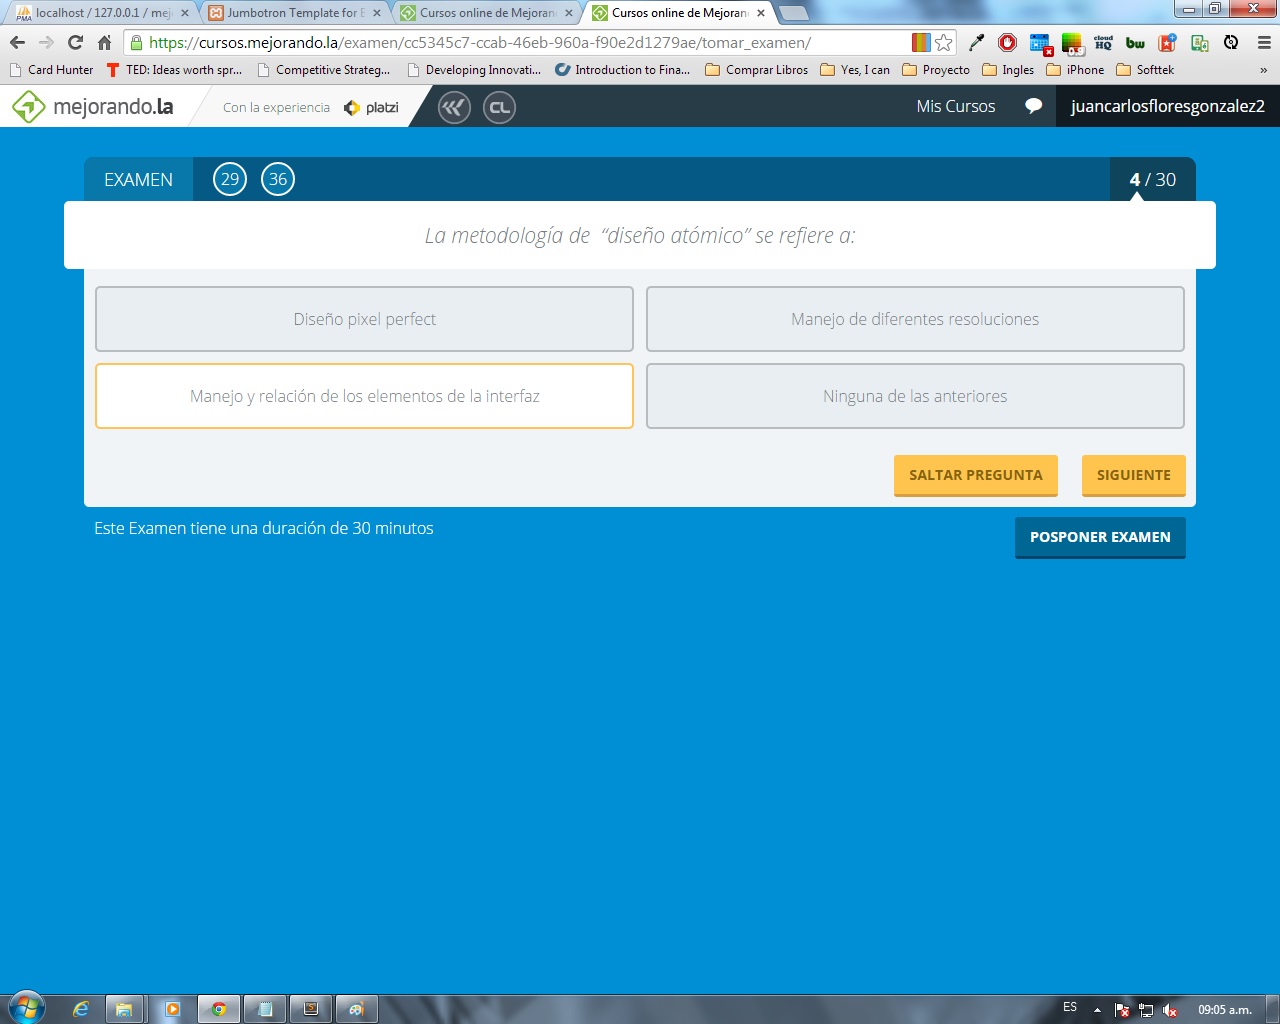 localhost / 127.0.0.1 / mej
Jumbotron Template for B
Cursos online de Mejoran
Cursos online de Mejoran
https://cursos.mejorando.la/examen/cc5345c7-ccab-46eb-960a-f90e2d1279ae/tomar_examen/
Card Hunter
TED: Ideas worth spr...
Competitive Strateg...
Developing Innovati...
Introduction to Fina...
Comprar Libros
Yes, I can
Proyecto
Ingles
iPhone
Softtek
»
mejorando.la
Con la experiencia
platzi
CL
Mis Cursos
juancarlosfloresgonzalez2
EXAMEN
29
36
4 / 30
La metodología de “diseño atómico” se refiere a:
Diseño pixel perfect
Manejo de diferentes resoluciones
Manejo y relación de los elementos de la interfaz
Ninguna de las anteriores
SALTAR PREGUNTA
SIGUIENTE
Este Examen tiene una duración de 30 minutos
POSPONER EXAMEN
ES
09:05 a.m.